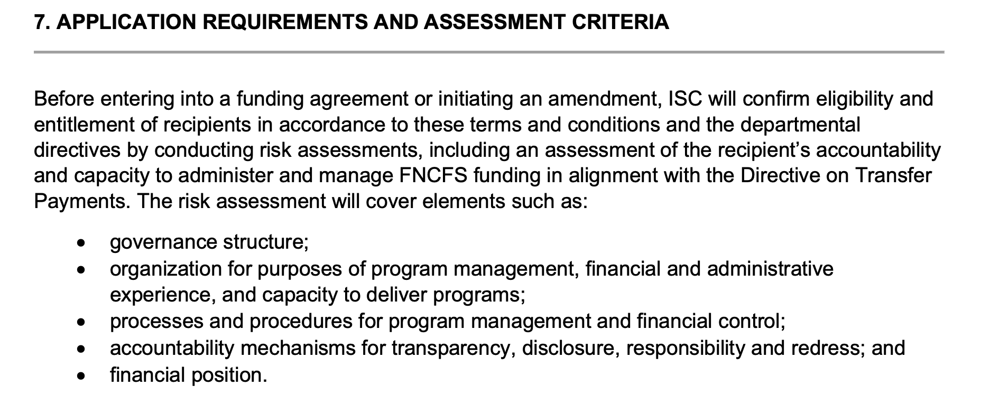 7. APPLICATION REQUIREMENTS AND ASSESSMENT CRITERIA
Before entering into a funding agreement or initiating an amendment, ISC will confirm eligibility and
entitlement of recipients in accordance to these terms and conditions and the departmental
directives by conducting risk assessments, including an assessment of the recipient’s accountability
and capacity to administer and manage FNCFS funding in alignment with the Directive on Transfer
Payments. The risk assessment will cover elements such as:
• governance structure;
• organization for purposes of program management, financial and administrative
experience, and capacity to deliver programs;
• processes and procedures for program management and financial control;
• accountability mechanisms for transparency, disclosure, responsibility and redress; and
• financial position.